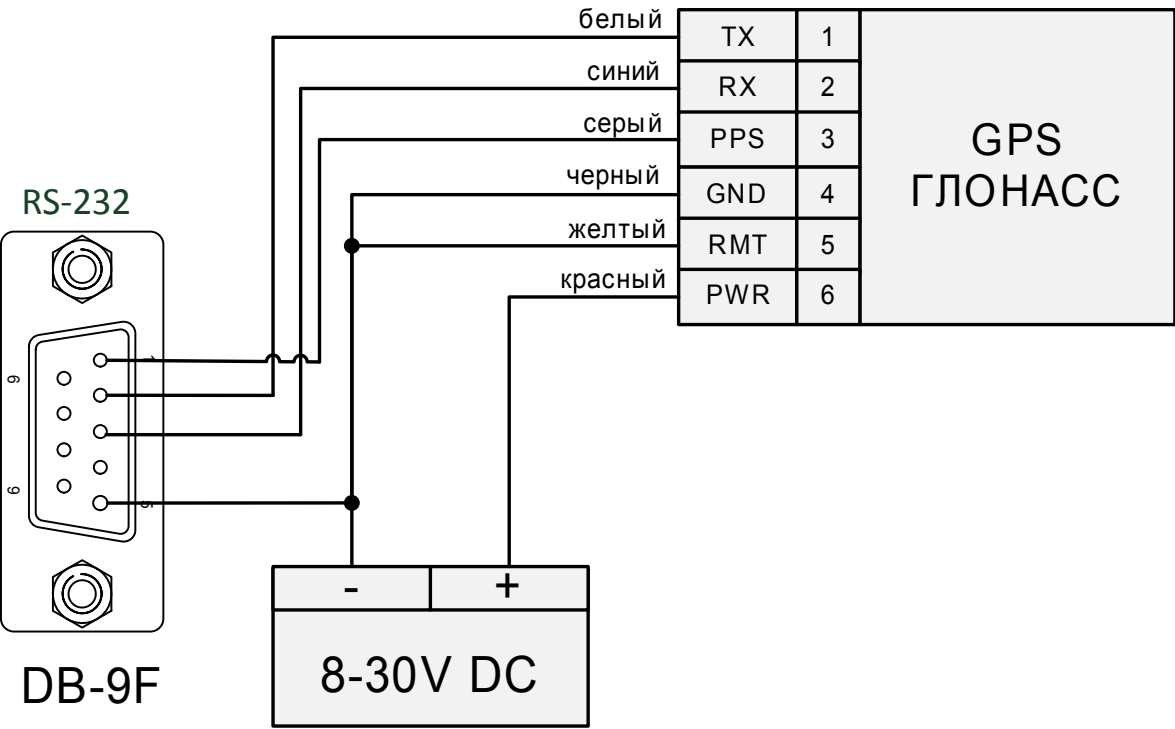 белый TX 1
синий RX 2
серый PPS 3
черный GND 4
желтый RMT 5
красный PWR 6
GPS
ГЛОНАСС
RS-232
1
6
9
5
- +
8-30V DC
DB-9F